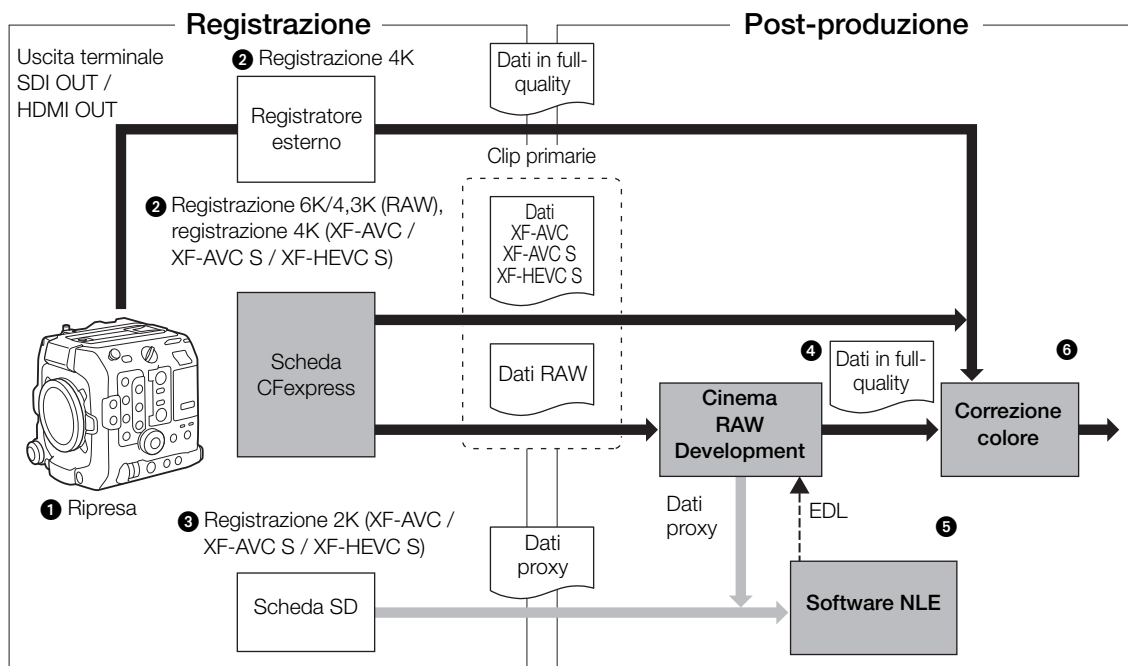 Registrazione
Post-produzione
Uscita terminale
SDI OUT /
HDMI OUT
❷ Registrazione 4K
Registratore
esterno
Dati in full-
quality
Clip primarie
❷ Registrazione 6K/4,3K (RAW),
registrazione 4K (XF-AVC /
XF-AVC S / XF-HEVC S)
Dati
XF-AVC
XF-AVC S
XF-HEVC S
Scheda
CFexpress
Dati RAW
❹
Dati in full-
quality
❻
Cinema
RAW
Development
Correzione
colore
❶ Ripresa
❸ Registrazione 2K (XF-AVC /
XF-AVC S / XF-HEVC S)
Dati
proxy
Dati
proxy
EDL
❺
Scheda SD
Software NLE